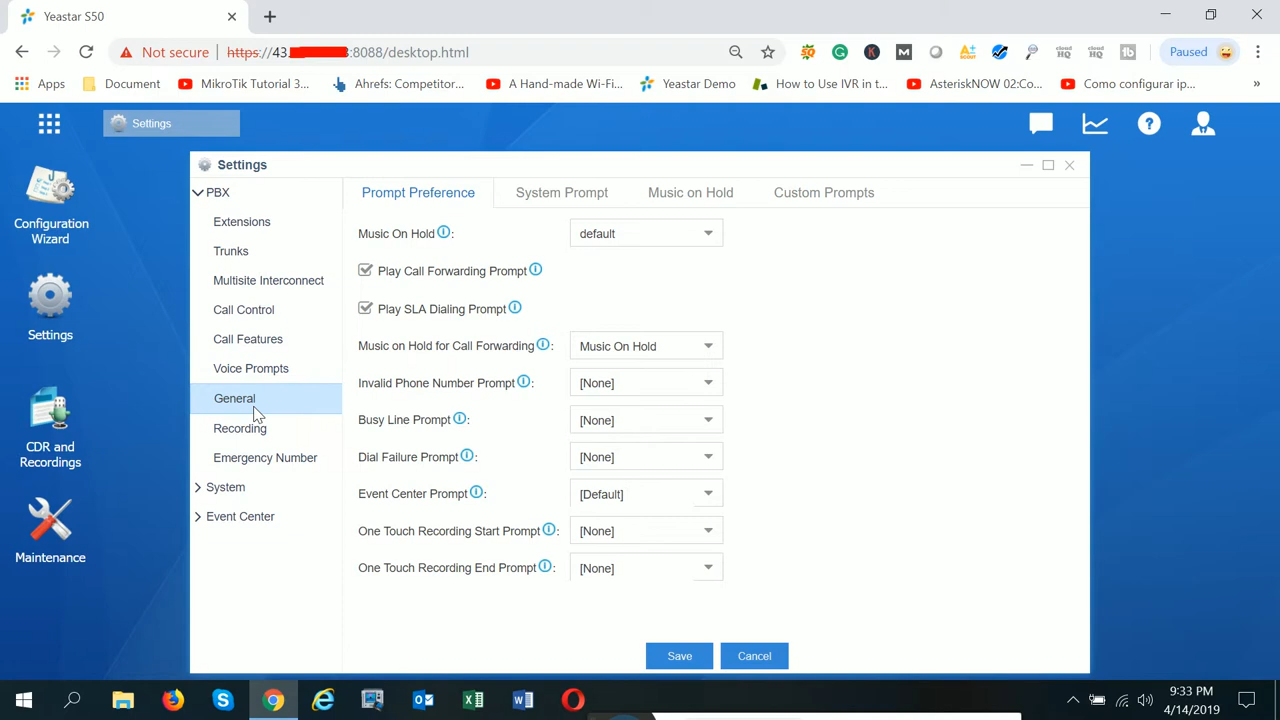 Yeastar S50
Not secure https://43. :8088/desktop.html Paused
Apps Document MikroTik Tutorial 3... Ahrefs: Competitor... A Hand-made Wi-Fi... Yeastar Demo How to Use IVR in t... AsteriskNOW 02:Co... Como configurar ip... »
Settings
Settings
PBX
Extensions
Trunks
Multisite Interconnect
Call Control
Call Features
Voice Prompts
General
Recording
Emergency Number
System
Event Center
Configuration
Wizard
Settings
CDR and
Recordings
Maintenance
Prompt Preference System Prompt Music on Hold Custom Prompts
Music On Hold : default
Play Call Forwarding Prompt
Play SLA Dialing Prompt
Music on Hold for Call Forwarding : Music On Hold
Invalid Phone Number Prompt : [None]
Busy Line Prompt : [None]
Dial Failure Prompt : [None]
Event Center Prompt : [Default]
One Touch Recording Start Prompt : [None]
One Touch Recording End Prompt : [None]
Save Cancel
9:33 PM
4/14/2019